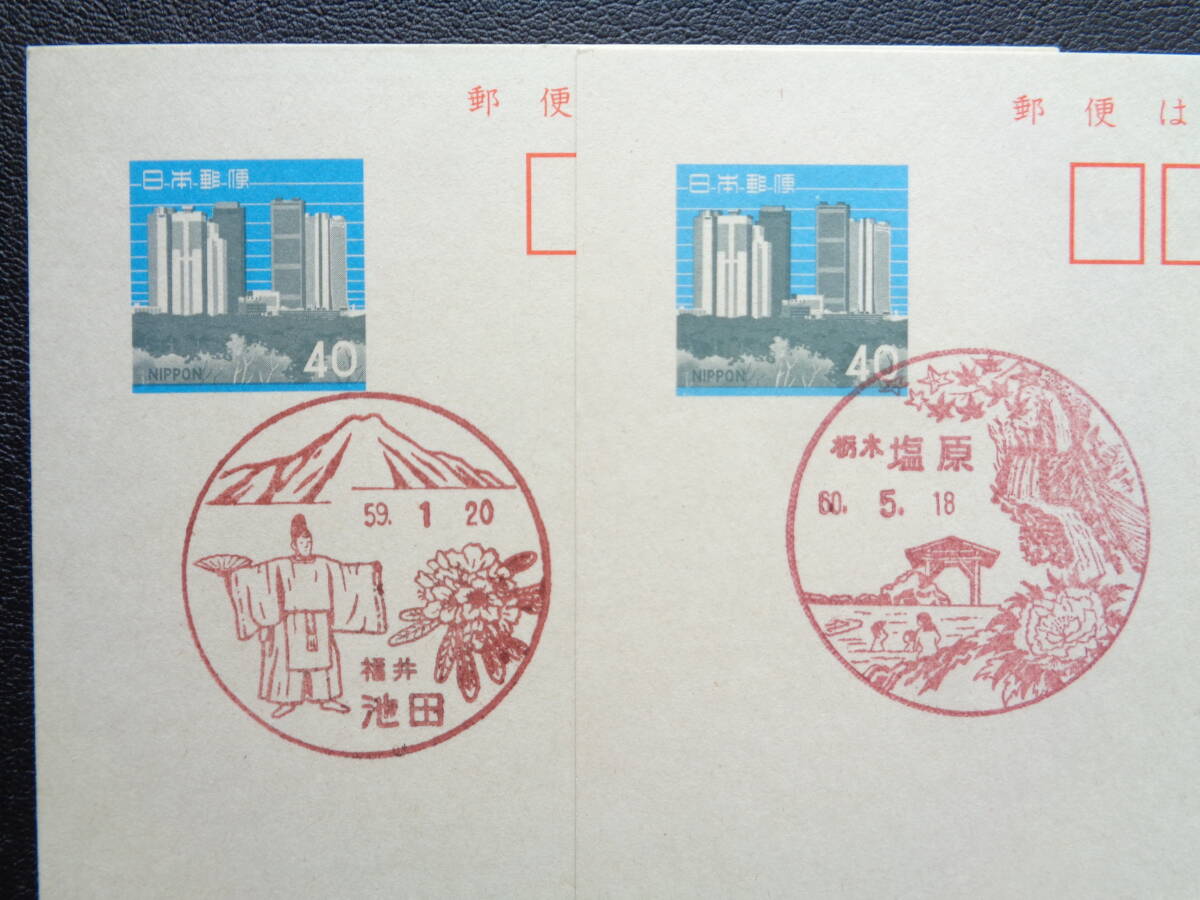 郵便
日本郵便
NIPPON 40
59. 1 20
福井
池田
郵便は
日本郵便
NIPPON 40
栃木 塩原
60. 5. 18